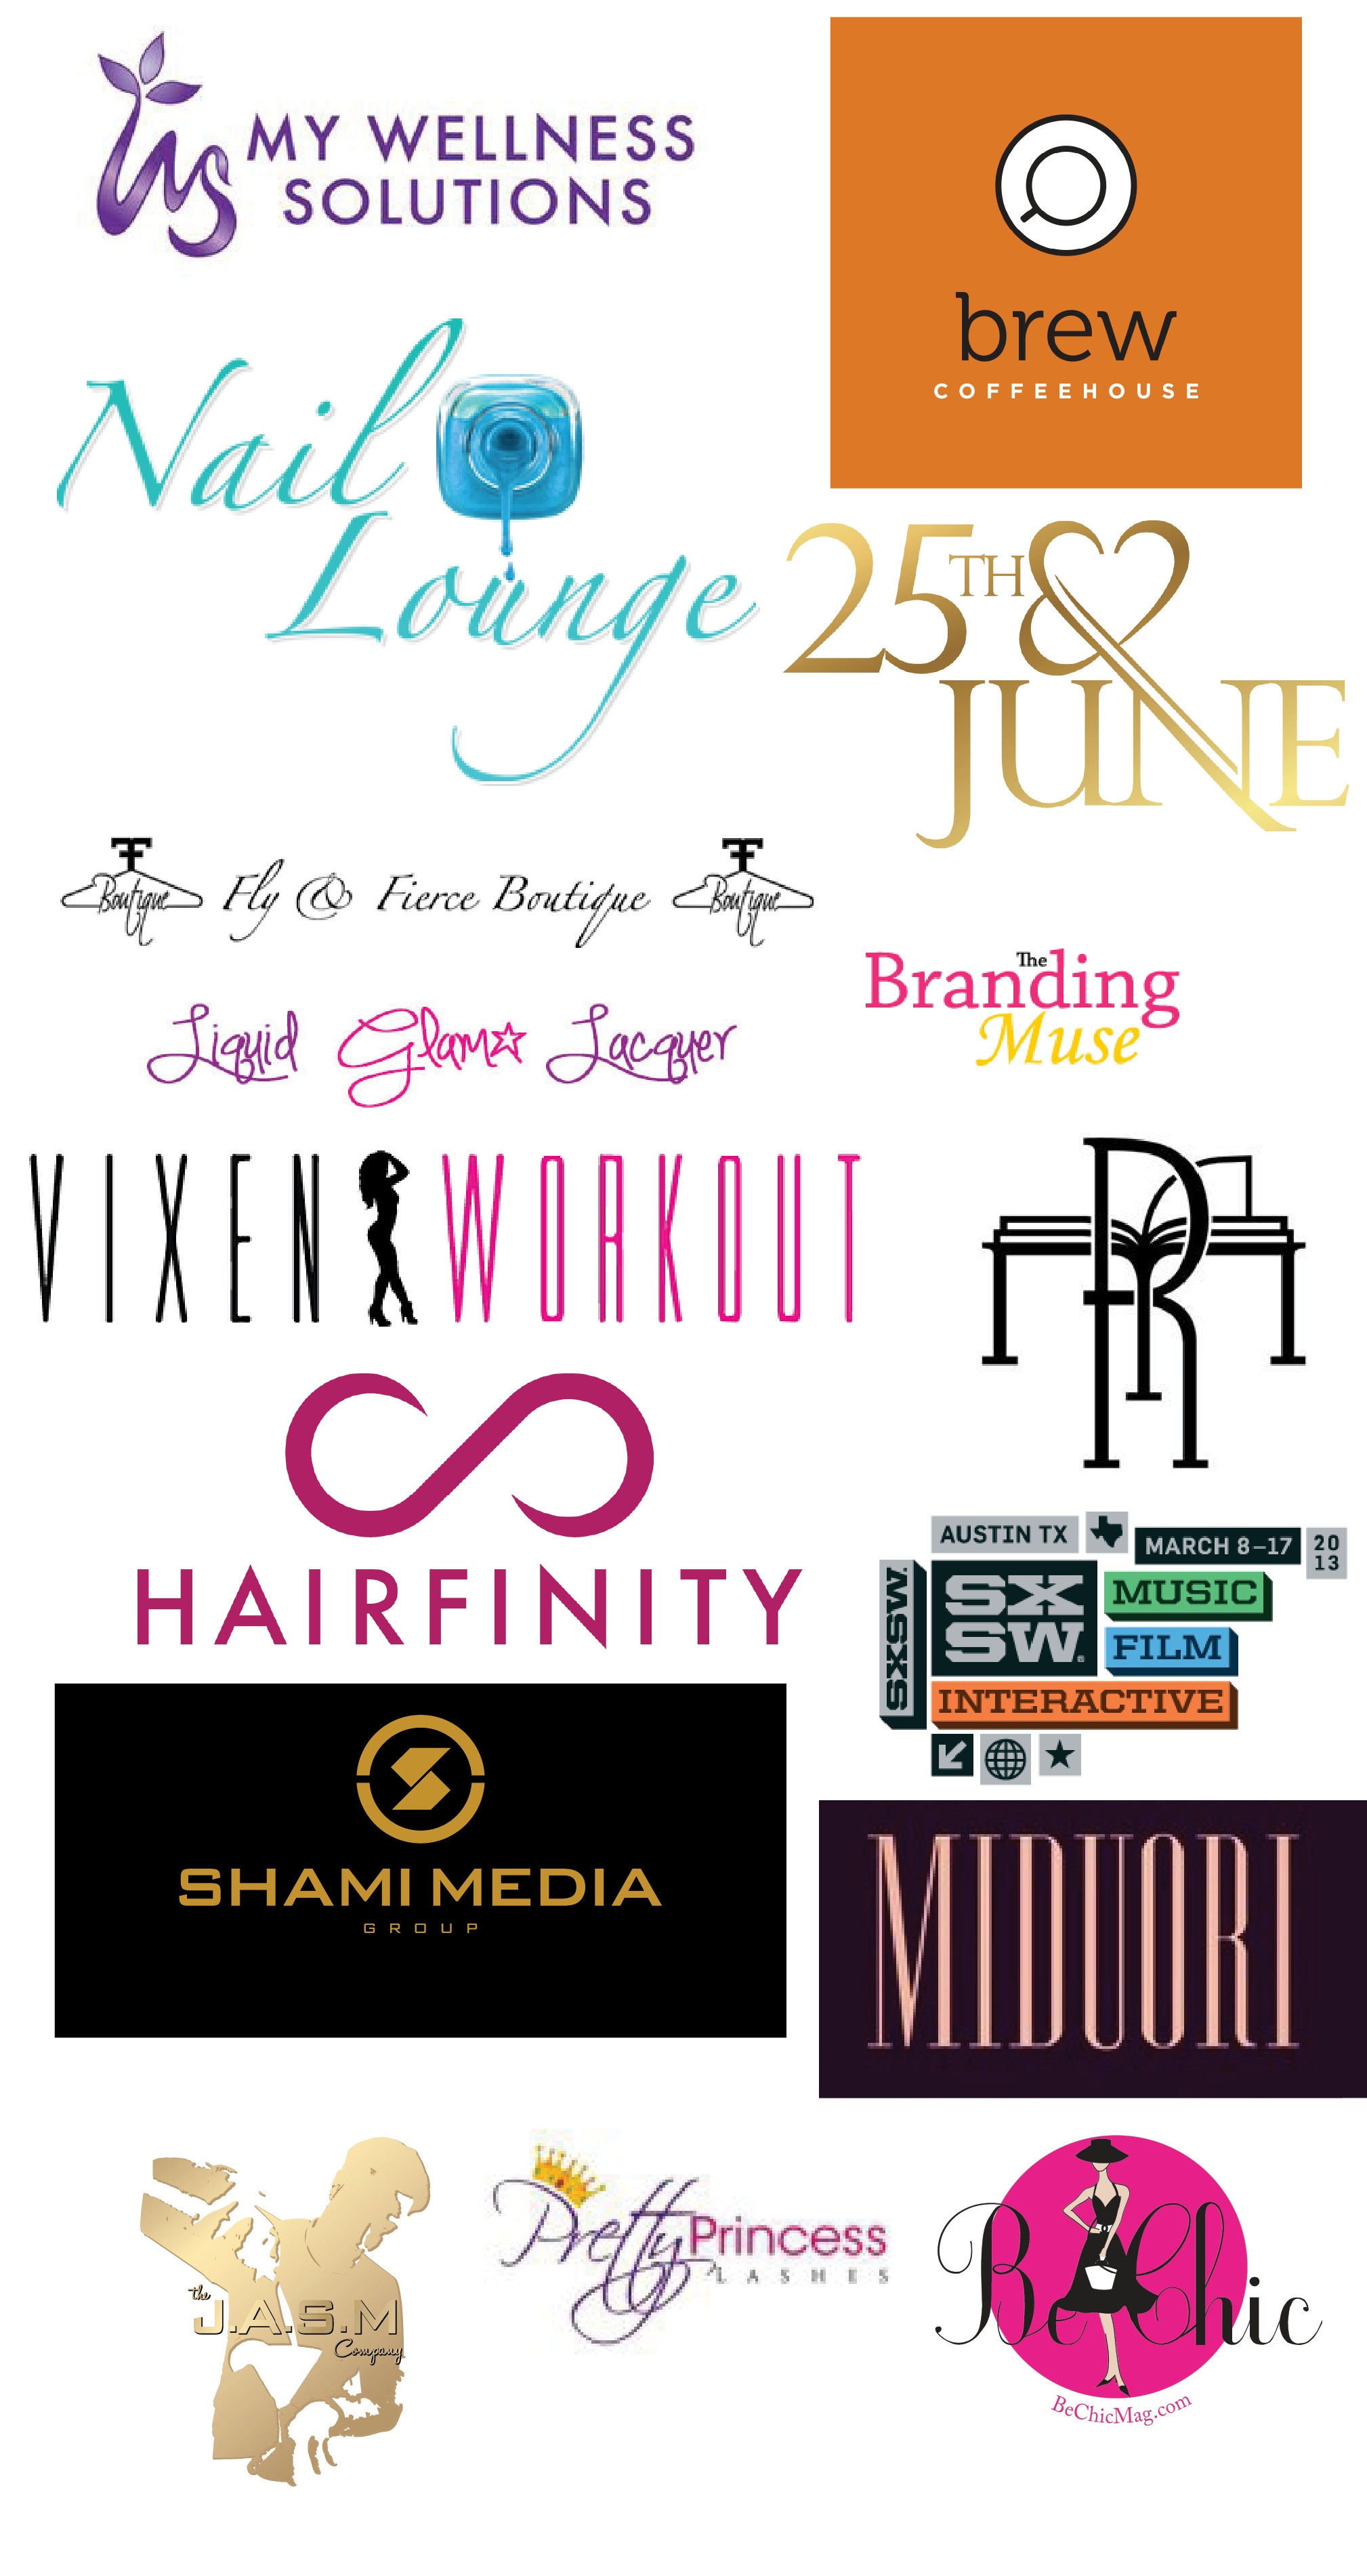 MY WELLNESS
SOLUTIONS
brew
COFFEEHOUSE
Nail
Lounge
25TH &
JUNE
Boutique Fly & Fierce Boutique Boutique
The
Branding
Muse
Liquid Glam Lacquer
VIXEN WORKOUT
R
HAIRFINITY
AUSTIN TX
MARCH 8–17
20
13
SXSW
SX
SW®
MUSIC
FILM
INTERACTIVE
SHAMI MEDIA
GROUP
MIDUORI
the
J.A.S.M
Company
Pretty Princess
LASHES
Be Chic
BeChicMag.com